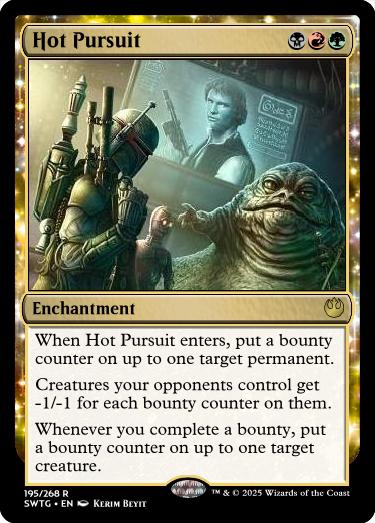 Hot Pursuit
Enchantment
When Hot Pursuit enters, put a bounty
counter on up to one target permanent.
Creatures your opponents control get
-1/-1 for each bounty counter on them.
Whenever you complete a bounty, put
a bounty counter on up to one target
creature.
195/268 R
SWTG • EN Kerim Beyit
™ & © 2025 Wizards of the Coast